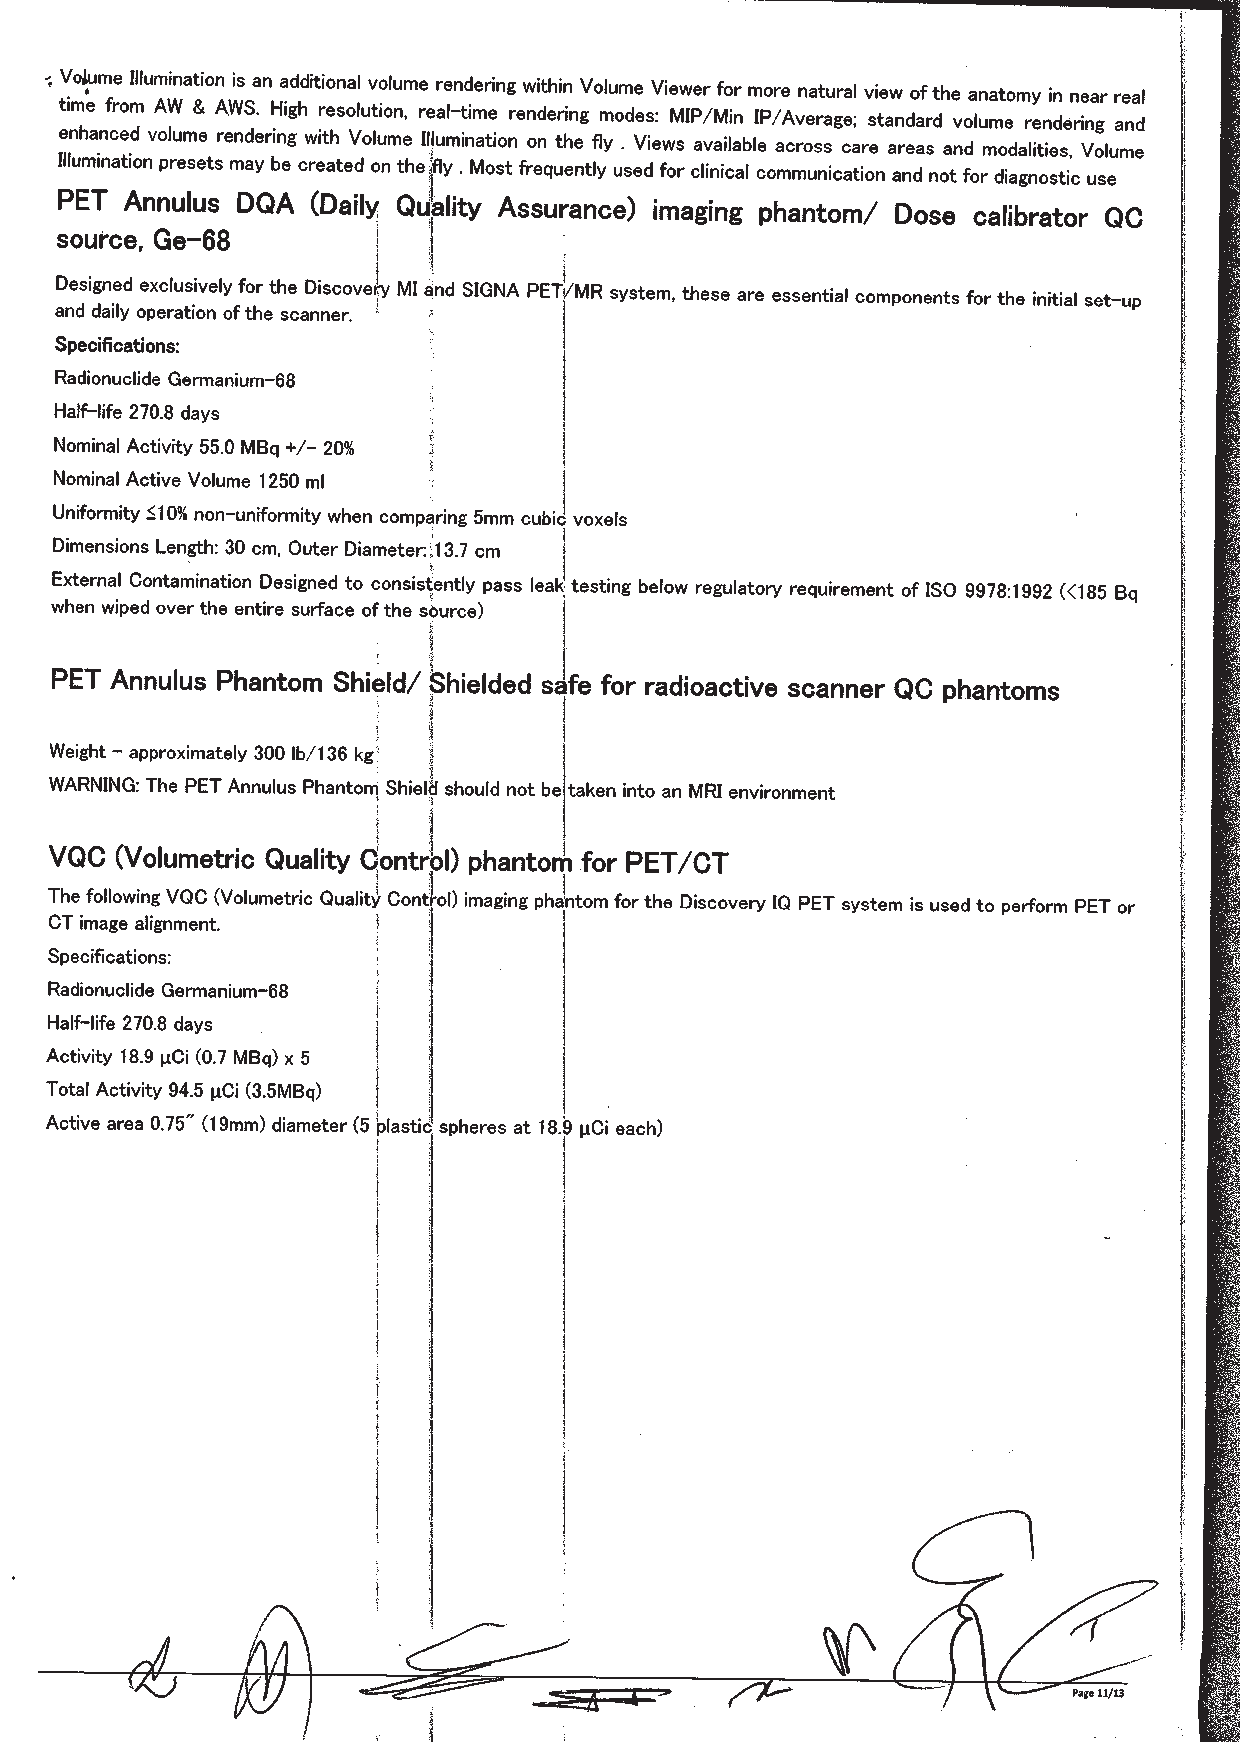 Volume Illumination is an additional volume rendering within Volume Viewer for more natural view of the anatomy in near real
time from AW & AWS. High resolution, real-time rendering modes: MIP/Min IP/Average; standard volume rendering and
enhanced volume rendering with Volume Illumination on the fly . Views available across care areas and modalities, Volume
Illumination presets may be created on the fly . Most frequently used for clinical communication and not for diagnostic use
PET Annulus DQA (Daily Quality Assurance) imaging phantom/ Dose calibrator QC
source, Ge-68
Designed exclusively for the Discovery MI and SIGNA PET/MR system, these are essential components for the initial set-up
and daily operation of the scanner.
Specifications:
Radionuclide Germanium-68
Half-life 270.8 days
Nominal Activity 55.0 MBq +/- 20%
Nominal Active Volume 1250 ml
Uniformity ≤10% non-uniformity when comparing 5mm cubic voxels
Dimensions Length: 30 cm, Outer Diameter: 13.7 cm
External Contamination Designed to consistently pass leak testing below regulatory requirement of ISO 9978:1992 (<185 Bq
when wiped over the entire surface of the source)
PET Annulus Phantom Shield/ Shielded safe for radioactive scanner QC phantoms
Weight - approximately 300 lb/136 kg
WARNING: The PET Annulus Phantom Shield should not be taken into an MRI environment
VQC (Volumetric Quality Control) phantom for PET/CT
The following VQC (Volumetric Quality Control) imaging phantom for the Discovery IQ PET system is used to perform PET or
CT image alignment.
Specifications:
Radionuclide Germanium-68
Half-life 270.8 days
Activity 18.9 µCi (0.7 MBq) x 5
Total Activity 94.5 µCi (3.5MBq)
Active area 0.75″ (19mm) diameter (5 plastic spheres at 18.9 µCi each)
Page 11/13